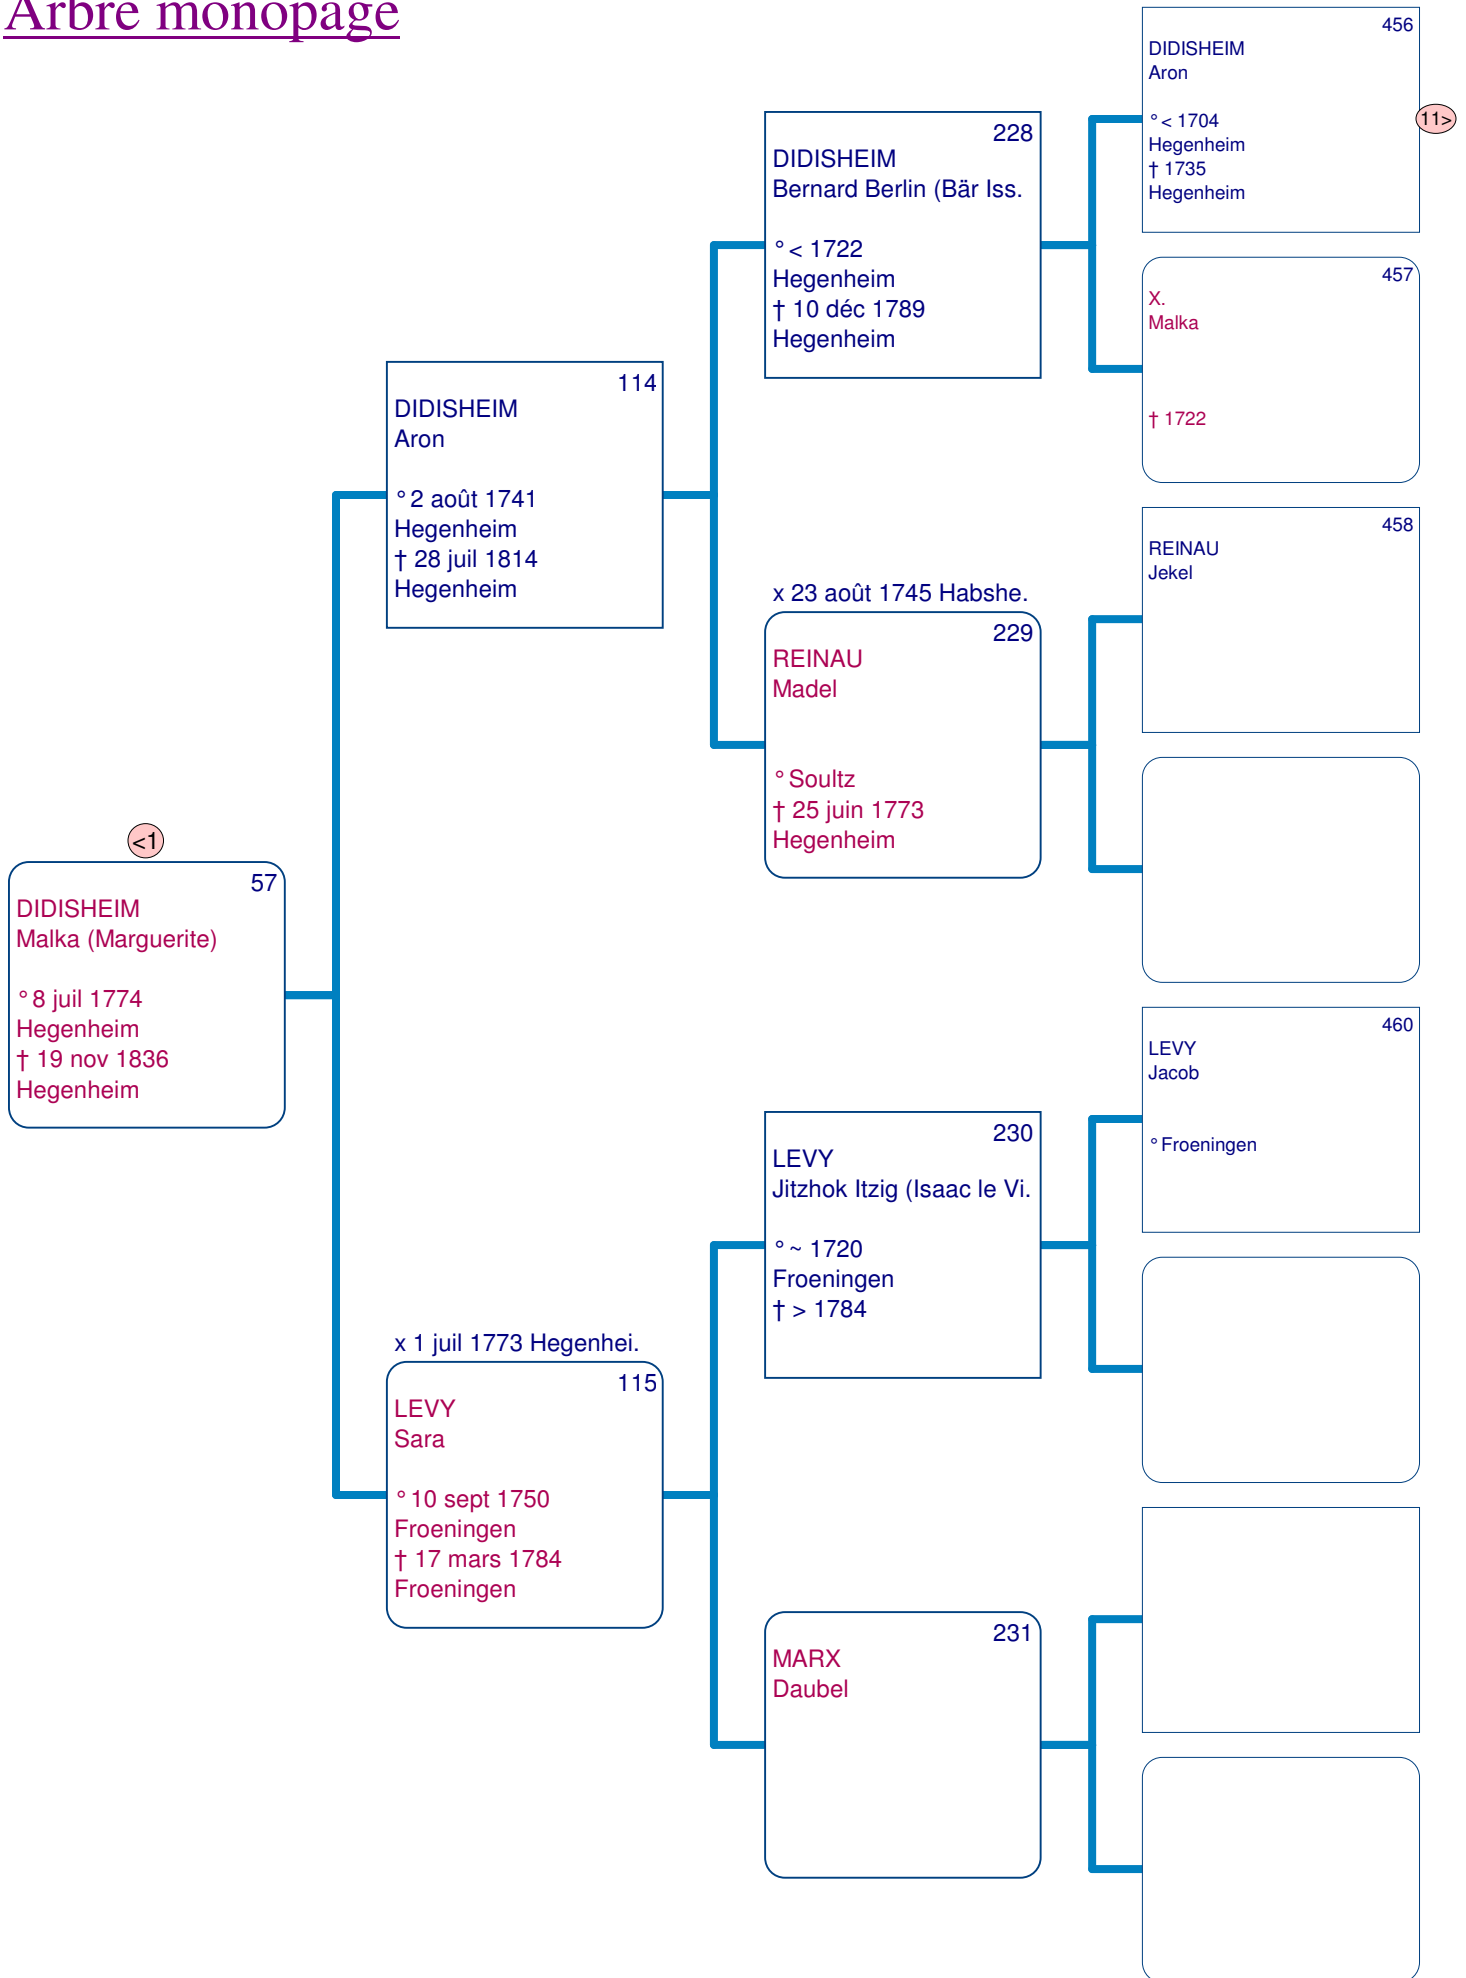 Arbre monopage
<1
57
DIDISHEIM
Malka (Marguerite)
° 8 juil 1774
Hegenheim
† 19 nov 1836
Hegenheim
114
DIDISHEIM
Aron
° 2 août 1741
Hegenheim
† 28 juil 1814
Hegenheim
x 1 juil 1773 Hegenhei.
115
LEVY
Sara
° 10 sept 1750
Froeningen
† 17 mars 1784
Froeningen
228
DIDISHEIM
Bernard Berlin (Bär Iss.
° < 1722
Hegenheim
† 10 déc 1789
Hegenheim
x 23 août 1745 Habshe.
229
REINAU
Madel
° Soultz
† 25 juin 1773
Hegenheim
230
LEVY
Jitzhok Itzig (Isaac le Vi.
° ~ 1720
Froeningen
† > 1784
231
MARX
Daubel
456
DIDISHEIM
Aron
° < 1704
Hegenheim
† 1735
Hegenheim
11>
457
X.
Malka
† 1722
458
REINAU
Jekel
460
LEVY
Jacob
° Froeningen